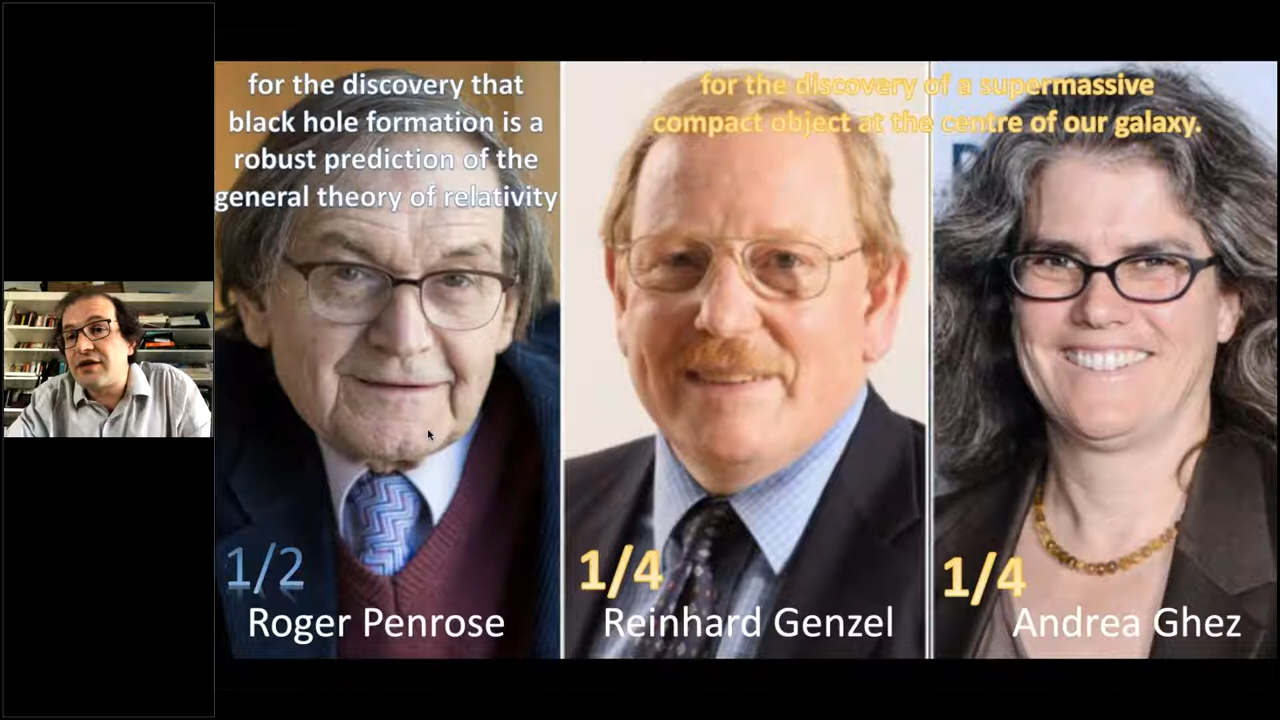 for the discovery that
black hole formation is a
robust prediction of the
general theory of relativity
for the discovery of a supermassive
compact object at the centre of our galaxy.
1/2
Roger Penrose
1/4
Reinhard Genzel
1/4
Andrea Ghez